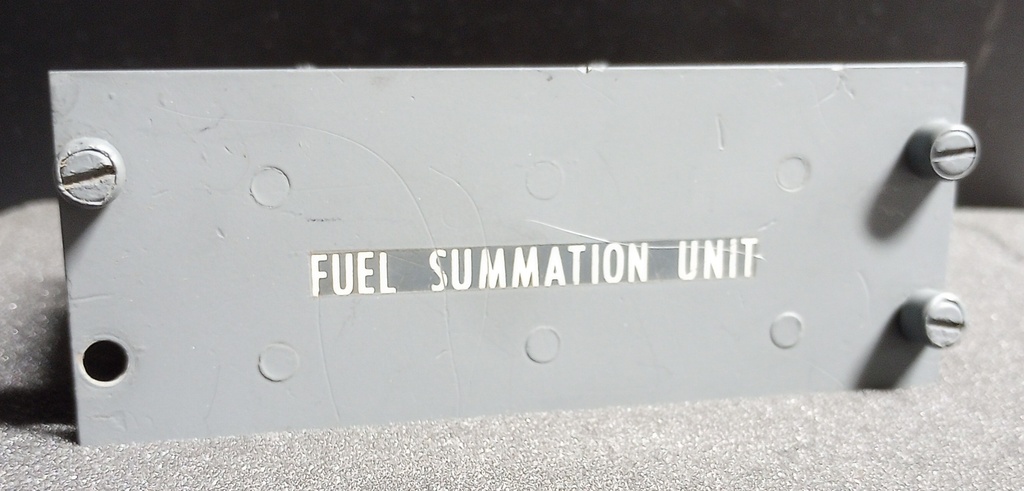 FUEL SUMMATION UNIT